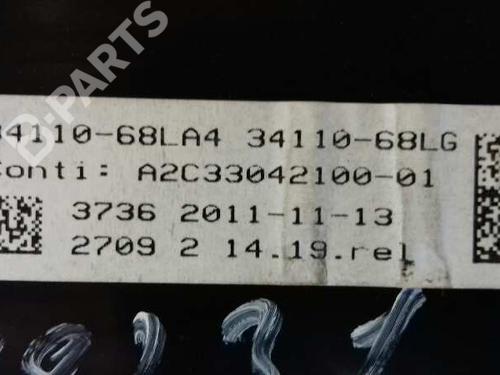 B-PARTS
34110-68LA4 34110-68LG
Conti: A2C33042100-01
3736 2011-11-13
2709 2 14.19.rel